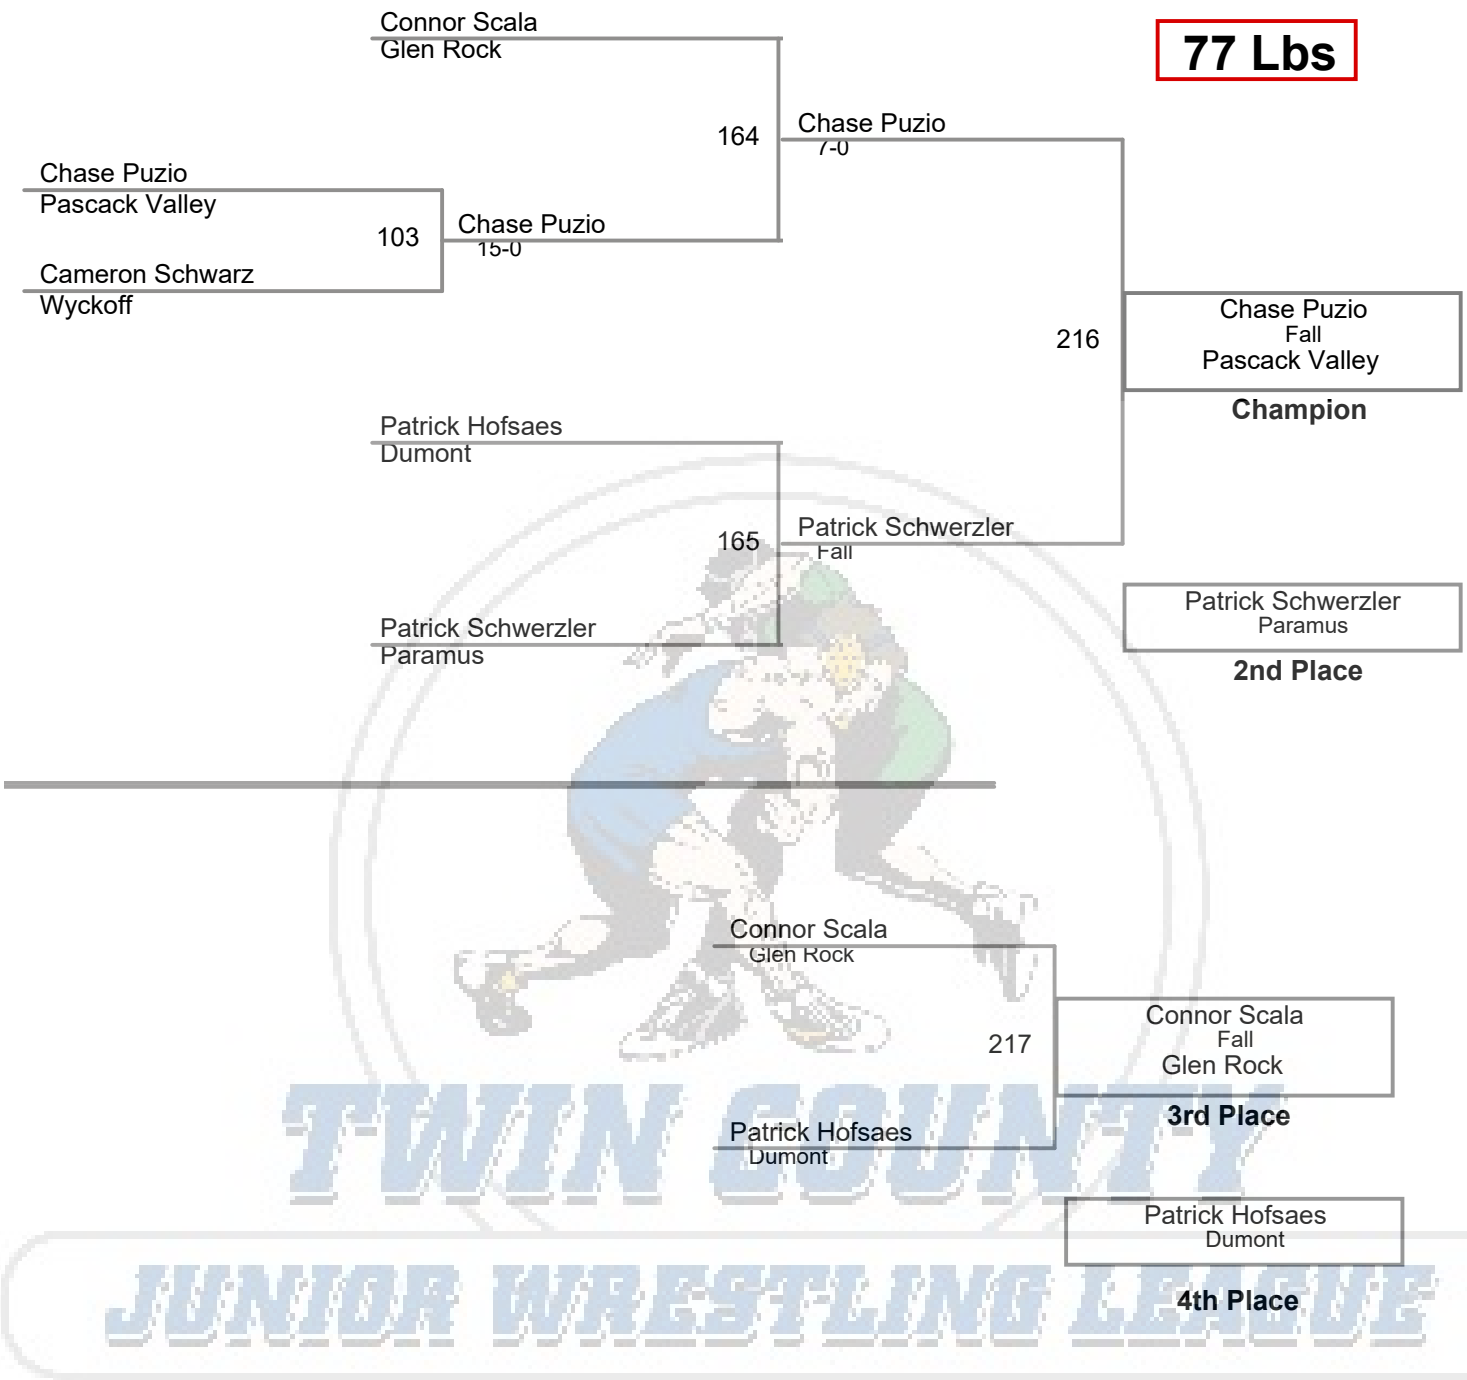 Connor Scala
Glen Rock
77 Lbs
164
Chase Puzio
7-0
Chase Puzio
Pascack Valley
103
Chase Puzio
15-0
Cameron Schwarz
Wyckoff
216
Chase Puzio
Fall
Pascack Valley
Champion
Patrick Hofsaes
Dumont
165
Patrick Schwerzler
Fall
Patrick Schwerzler
Paramus
Patrick Schwerzler
Paramus
2nd Place
Connor Scala
Glen Rock
217
Connor Scala
Fall
Glen Rock
3rd Place
Patrick Hofsaes
Dumont
TWIN COUNTY
Patrick Hofsaes
Dumont
4th Place
JUNIOR WRESTLING LEAGUE